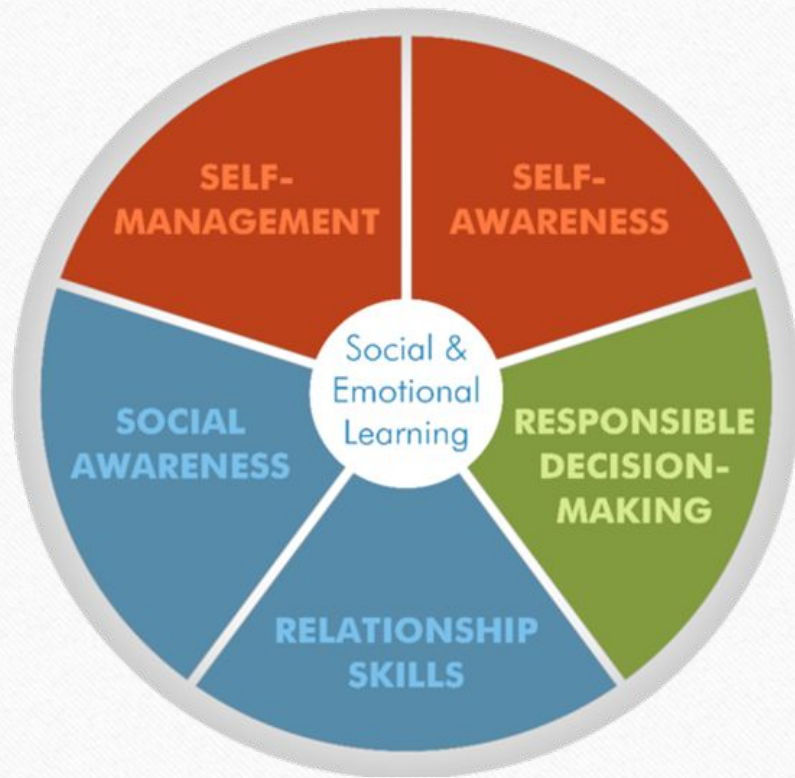 SELF-
MANAGEMENT
SELF-
AWARENESS
Social &
Emotional
Learning
SOCIAL
AWARENESS
RESPONSIBLE
DECISION-
MAKING
RELATIONSHIP
SKILLS